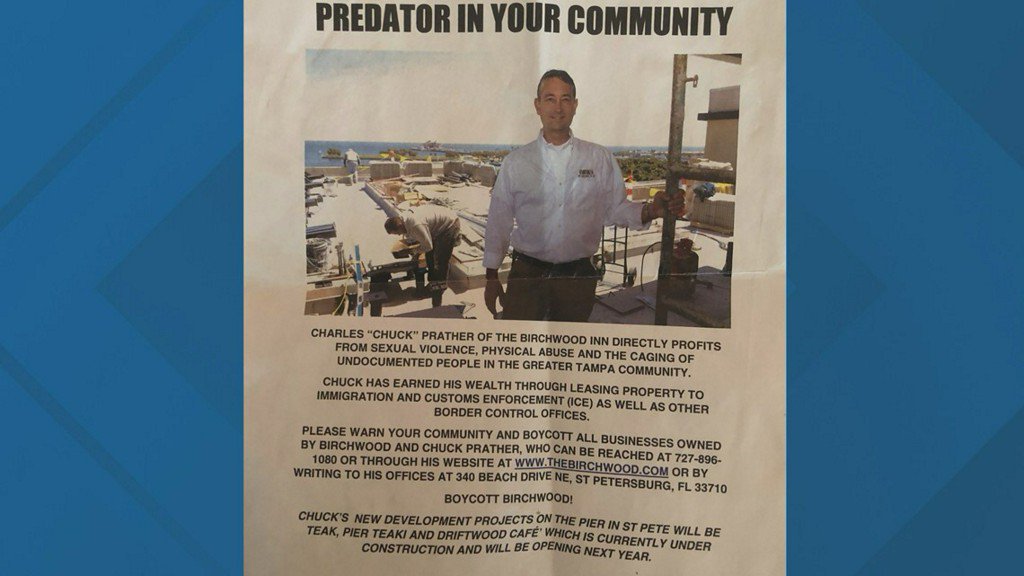 PREDATOR IN YOUR COMMUNITY
CHARLES “CHUCK” PRATHER OF THE BIRCHWOOD INN DIRECTLY PROFITS
FROM SEXUAL VIOLENCE, PHYSICAL ABUSE AND THE CAGING OF
UNDOCUMENTED PEOPLE IN THE GREATER TAMPA COMMUNITY.
CHUCK HAS EARNED HIS WEALTH THROUGH LEASING PROPERTY TO
IMMIGRATION AND CUSTOMS ENFORCEMENT (ICE) AS WELL AS OTHER
BORDER CONTROL OFFICES.
PLEASE WARN YOUR COMMUNITY AND BOYCOTT ALL BUSINESSES OWNED
BY BIRCHWOOD AND CHUCK PRATHER, WHO CAN BE REACHED AT 727-896-
1080 OR THROUGH HIS WEBSITE AT WWW.THEBIRCHWOOD.COM OR BY
WRITING TO HIS OFFICES AT 340 BEACH DRIVE NE, ST PETERSBURG, FL 33710
BOYCOTT BIRCHWOOD!
CHUCK’S NEW DEVELOPMENT PROJECTS ON THE PIER IN ST PETE WILL BE
TEAK, PIER TEAKI AND DRIFTWOOD CAFÉ’ WHICH IS CURRENTLY UNDER
CONSTRUCTION AND WILL BE OPENING NEXT YEAR.